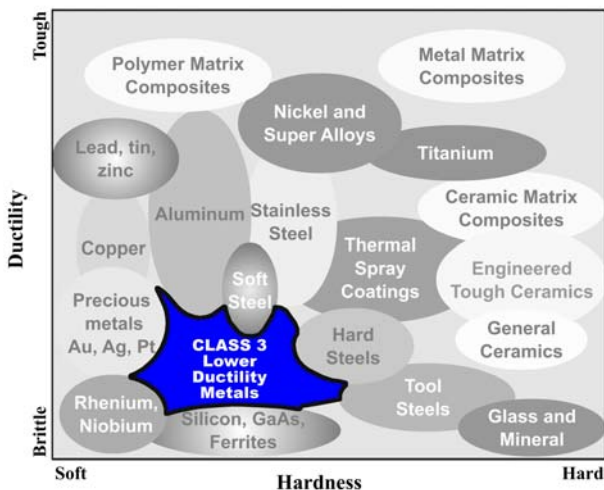 Tough
Polymer Matrix
Composites
Metal Matrix
Composites
Nickel and
Super Alloys
Lead, tin,
zinc
Titanium
Aluminum
Stainless
Steel
Ceramic Matrix
Composites
Copper
Thermal
Spray
Coatings
Engineered
Tough Ceramics
Soft
Steel
Precious
metals
Au, Ag, Pt
CLASS 3
Lower
Ductility
Metals
Hard
Steels
General
Ceramics
Rhenium,
Niobium
Silicon, GaAs,
Ferrites
Tool
Steels
Glass and
Mineral
Ductility
Brittle
Soft
Hardness
Hard